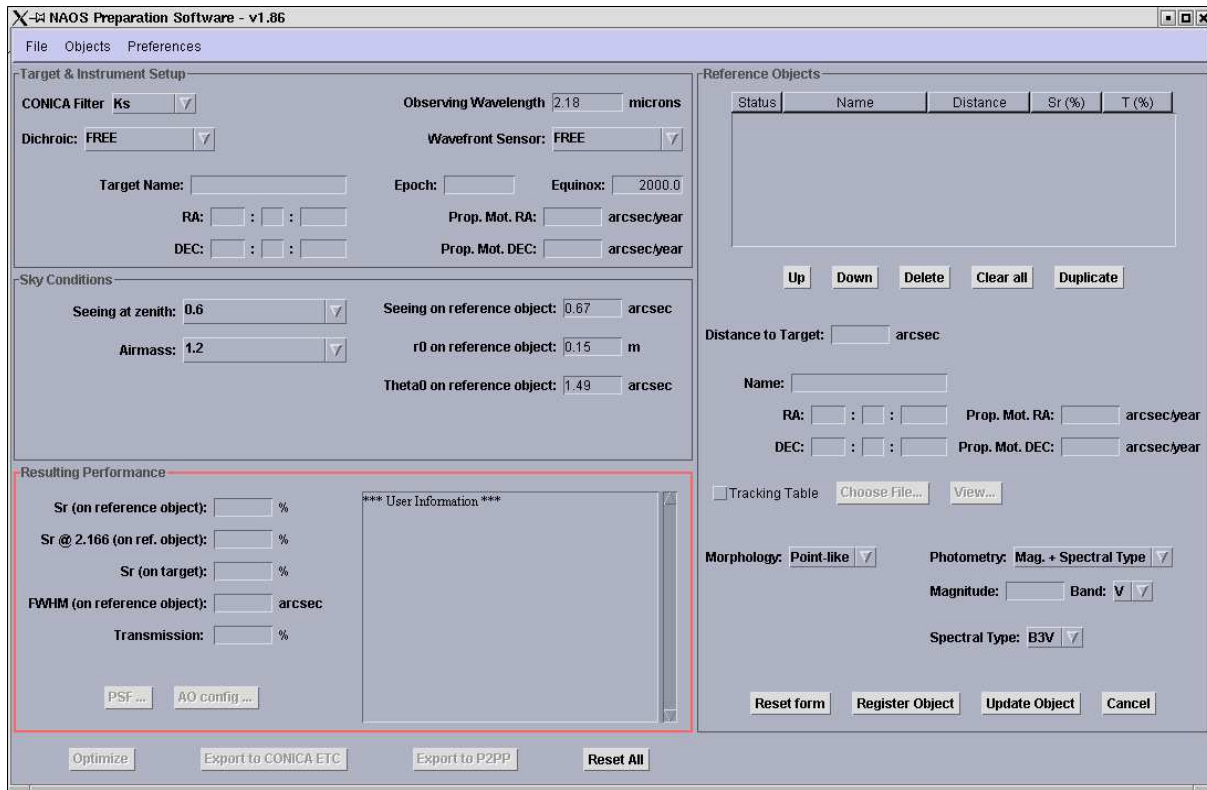 NAOS Preparation Software - v1.86
File Objects Preferences
Target & Instrument Setup
CONICA Filter Ks
Observing Wavelength 2.18 microns
Dichroic: FREE
Wavefront Sensor: FREE
Target Name:
Epoch:
Equinox: 2000.0
RA: : :
Prop. Mot. RA: arcsec/year
DEC: : :
Prop. Mot. DEC: arcsec/year
Sky Conditions
Seeing at zenith: 0.6
Seeing on reference object: 0.67 arcsec
Airmass: 1.2
r0 on reference object: 0.15 m
Theta0 on reference object: 1.49 arcsec
Resulting Performance
Sr (on reference object): %
Sr @ 2.166 (on ref. object): %
Sr (on target): %
FWHM (on reference object): arcsec
Transmission: %
PSF ... AO config ...
*** User Information ***
Optimize Export to CONICA ETC Export to P2PP Reset All
Reference Objects
Status Name Distance Sr (%) T (%)
Up Down Delete Clear all Duplicate
Distance to Target: arcsec
Name:
RA: : : Prop. Mot. RA: arcsec/year
DEC: : : Prop. Mot. DEC: arcsec/year
Tracking Table Choose File... View...
Morphology: Point-like
Photometry: Mag. + Spectral Type
Magnitude: Band: V
Spectral Type: B3V
Reset form Register Object Update Object Cancel